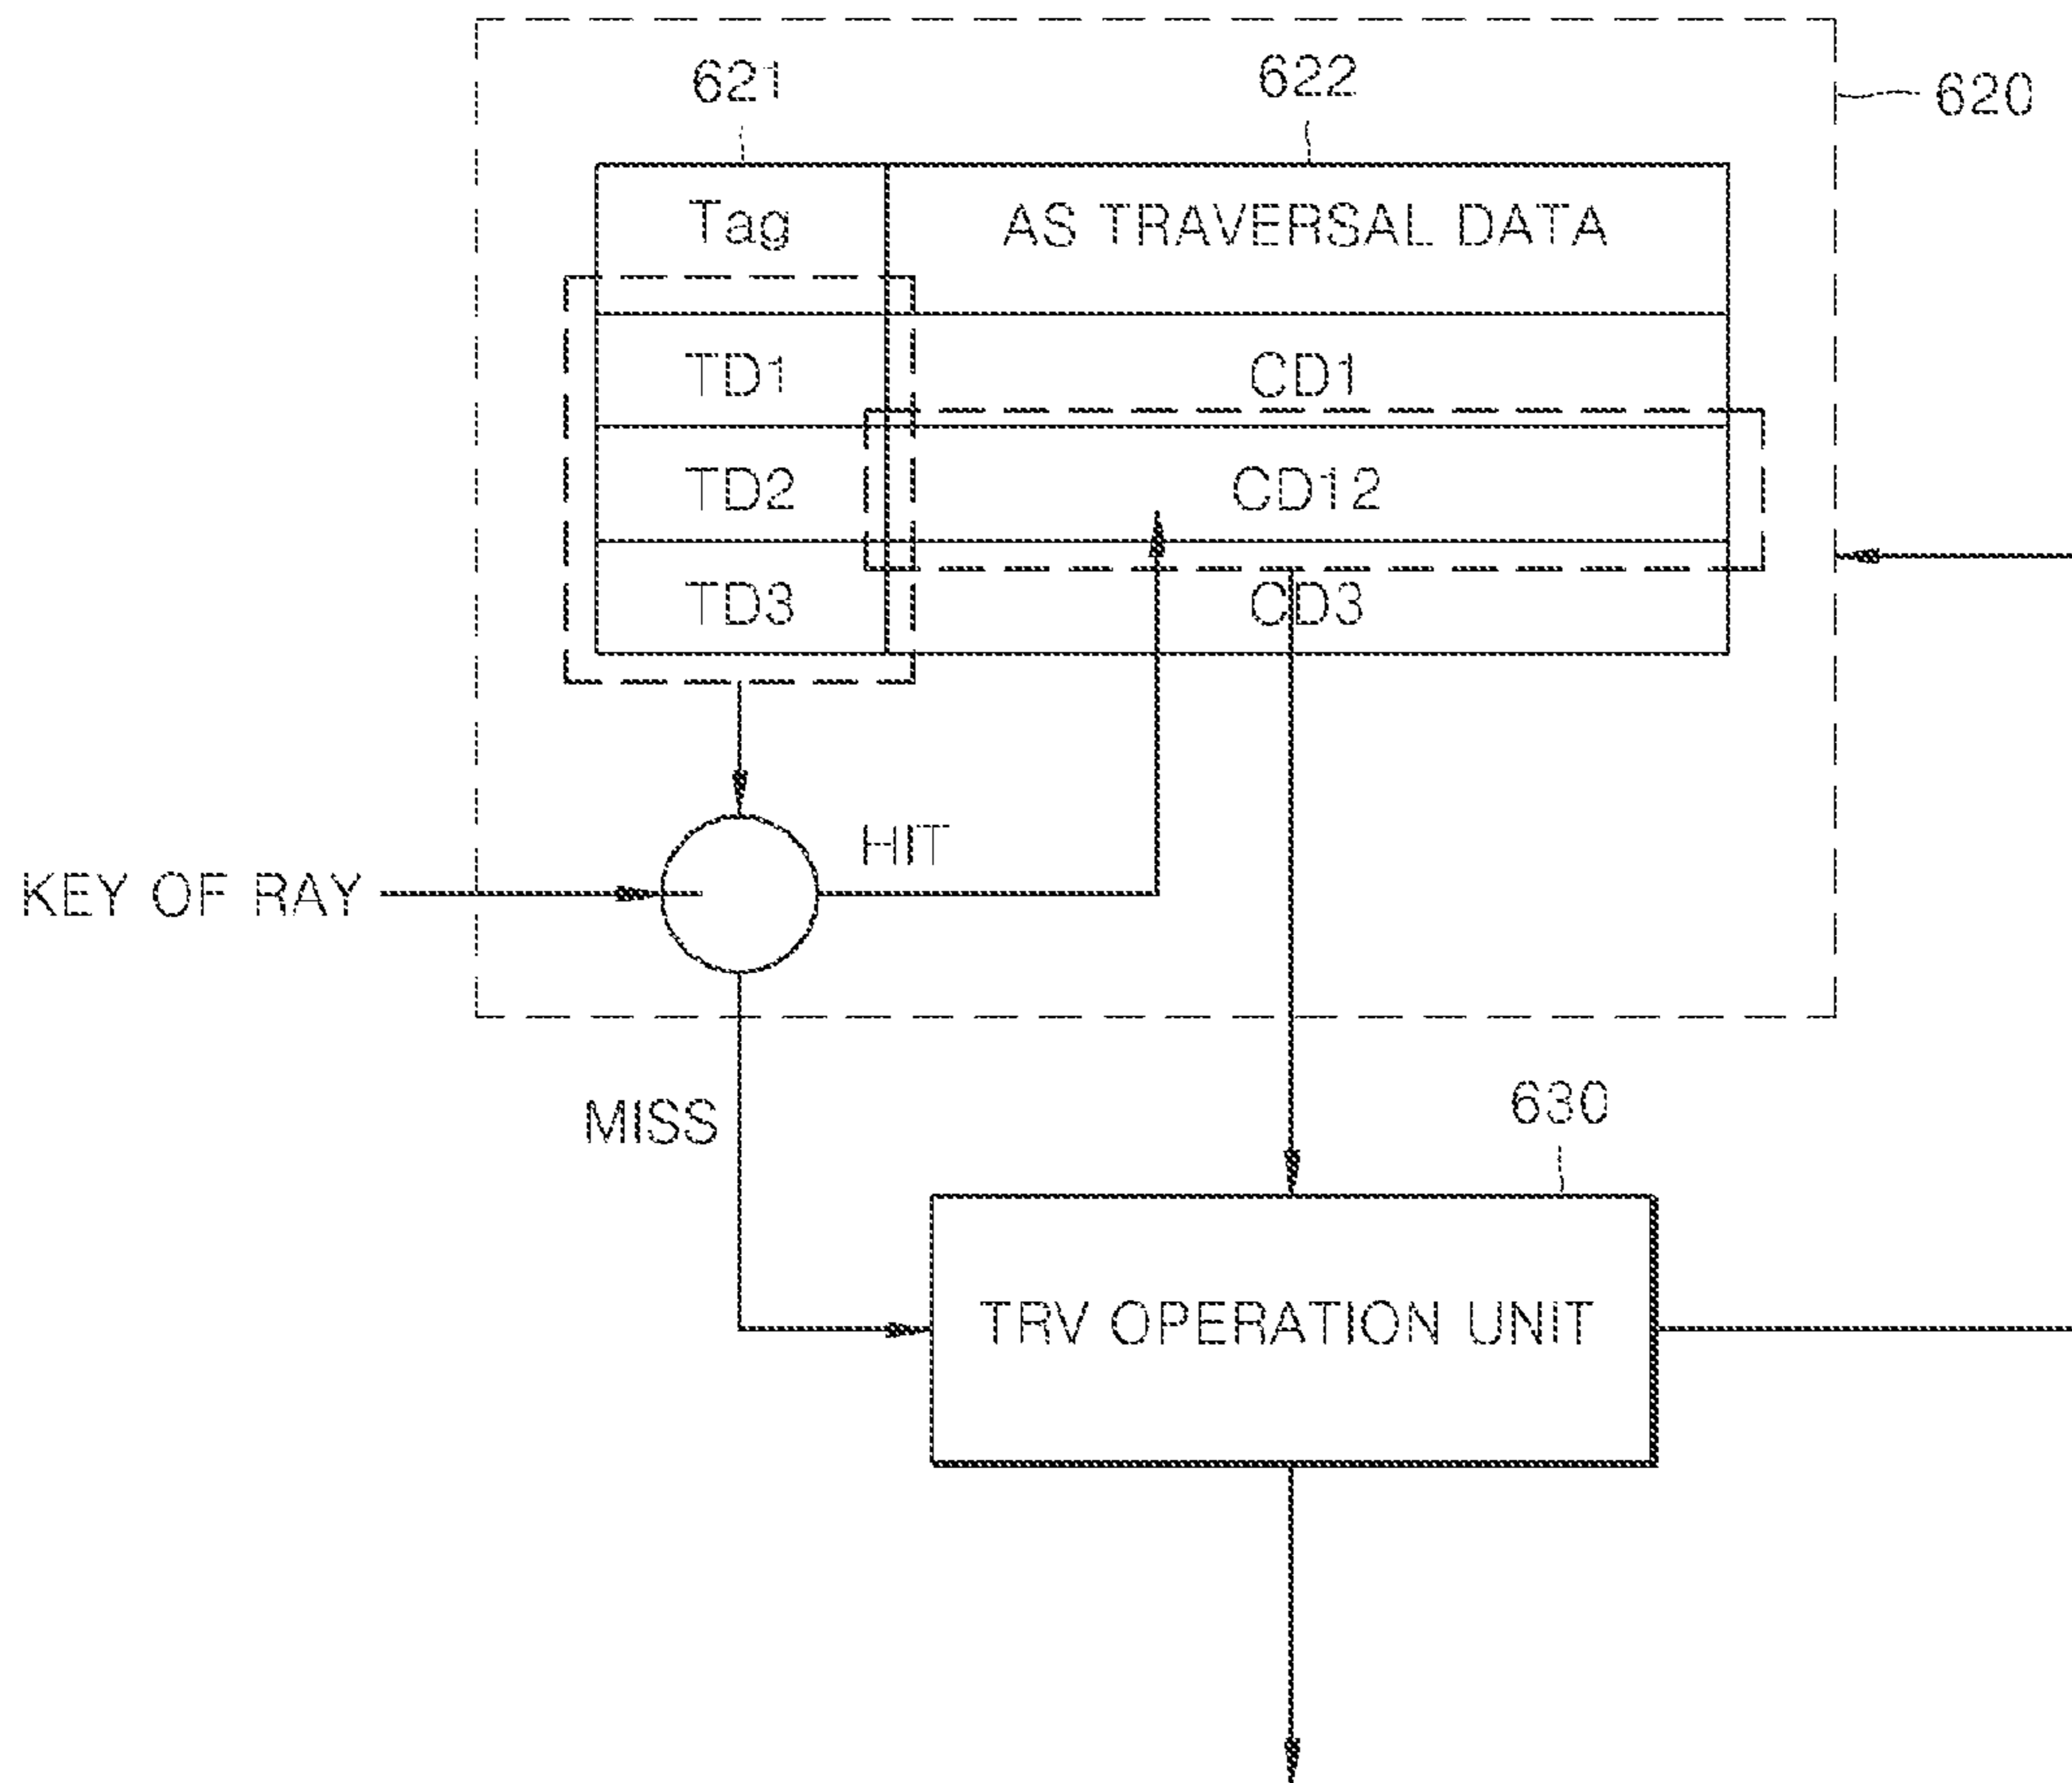 621
622
620
Tag
AS TRAVERSAL DATA
TD1
CD1
TD2
CD12
TD3
CD3
HIT
KEY OF RAY
MISS
630
TRV OPERATION UNIT